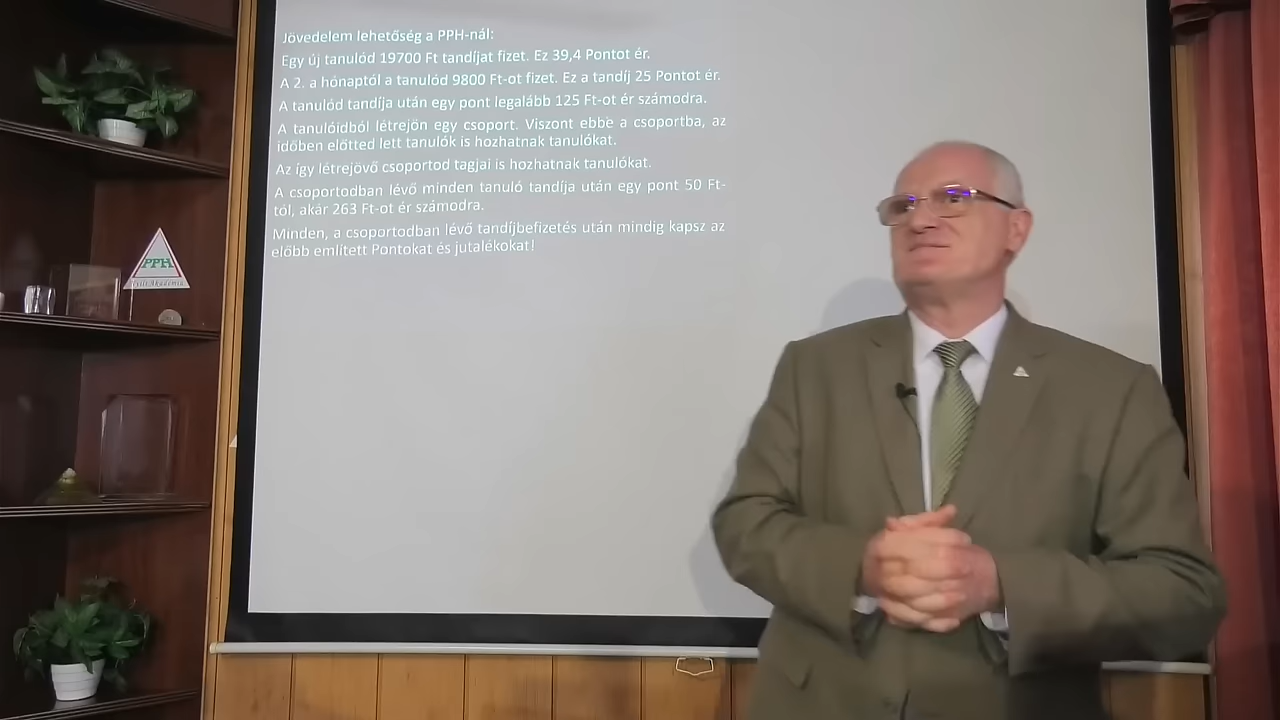 Jövedelem lehetőség a PPH-nál:
Egy új tanulód 19700 Ft tandíjat fizet. Ez 39,4 Pontot ér.
A 2. a hónaptól a tanulód 9800 Ft-ot fizet. Ez a tandíj 25 Pontot ér.
A tanulód tandíja után egy pont legalább 125 Ft-ot ér számodra.
A tanulóidból létrejön egy csoport. Viszont ebbe a csoportba, az
időben előtted lett tanulók is hozhatnak tanulókat.
Az így létrejövő csoportod tagjai is hozhatnak tanulókat.
A csoportodban lévő minden tanuló tandíja után egy pont 50 Ft-
tól, akár 263 Ft-ot ér számodra.
Minden, a csoportodban lévő tandíjbefizetés után mindig kapsz az
előbb említett Pontokat és jutalékokat!
PPH
Akadémia